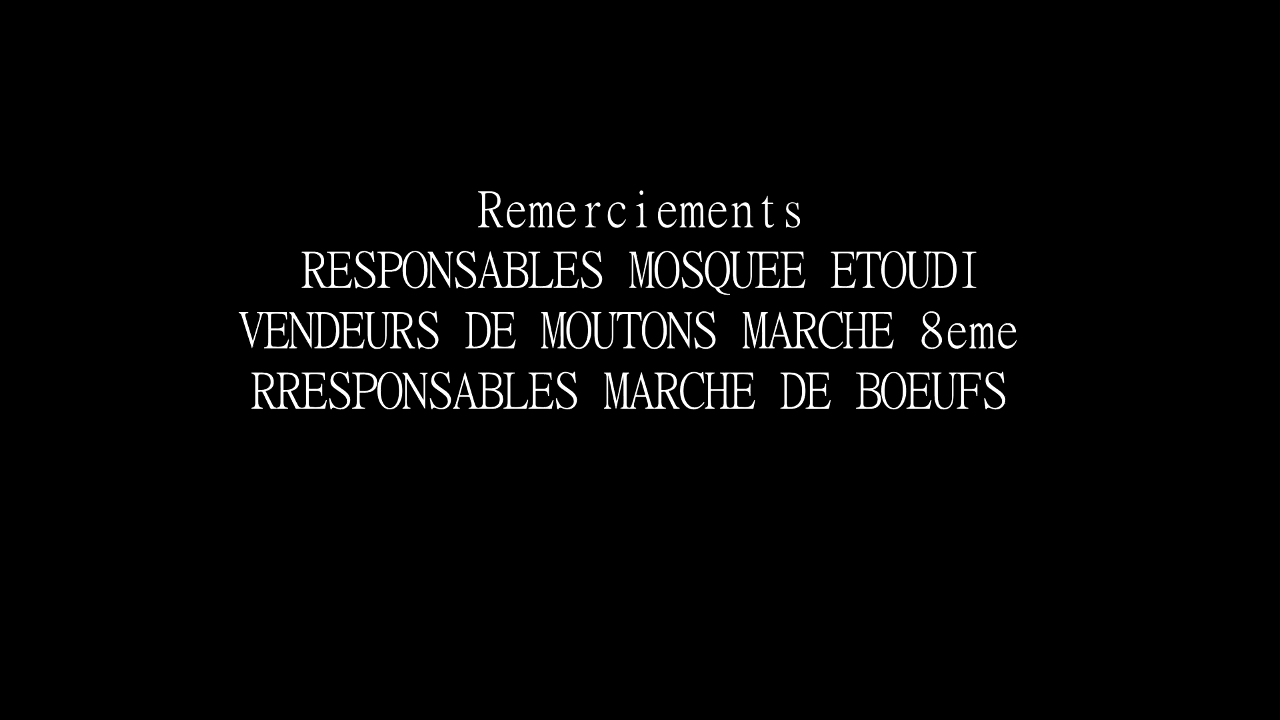 Remerciements
RESPONSABLES MOSQUEE ETOUDI
VENDEURS DE MOUTONS MARCHE 8eme
RRESPONSABLES MARCHE DE BOEUFS